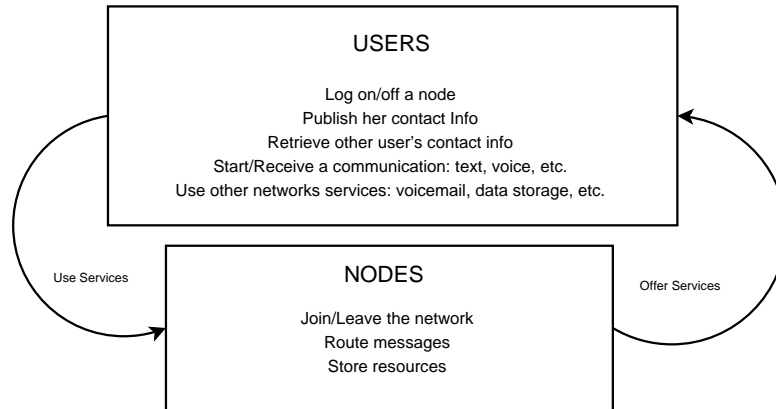 USERS
Log on/off a node
Publish her contact Info
Retrieve other user's contact info
Start/Receive a communication: text, voice, etc.
Use other networks services: voicemail, data storage, etc.
Use Services
Offer Services
NODES
Join/Leave the network
Route messages
Store resources